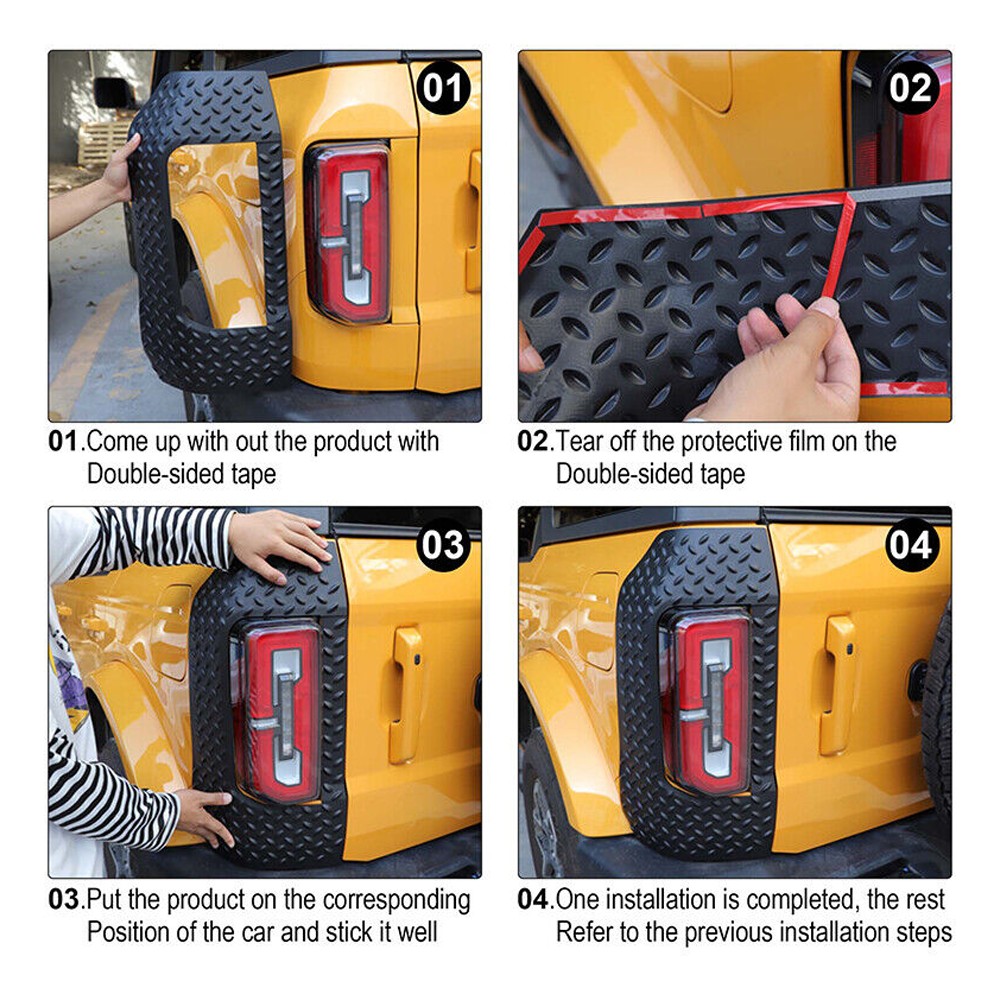 01
02
01.Come up with out the product with
Double-sided tape
02.Tear off the protective film on the
Double-sided tape
03
04
03.Put the product on the corresponding
Position of the car and stick it well
04.One installation is completed, the rest
Refer to the previous installation steps